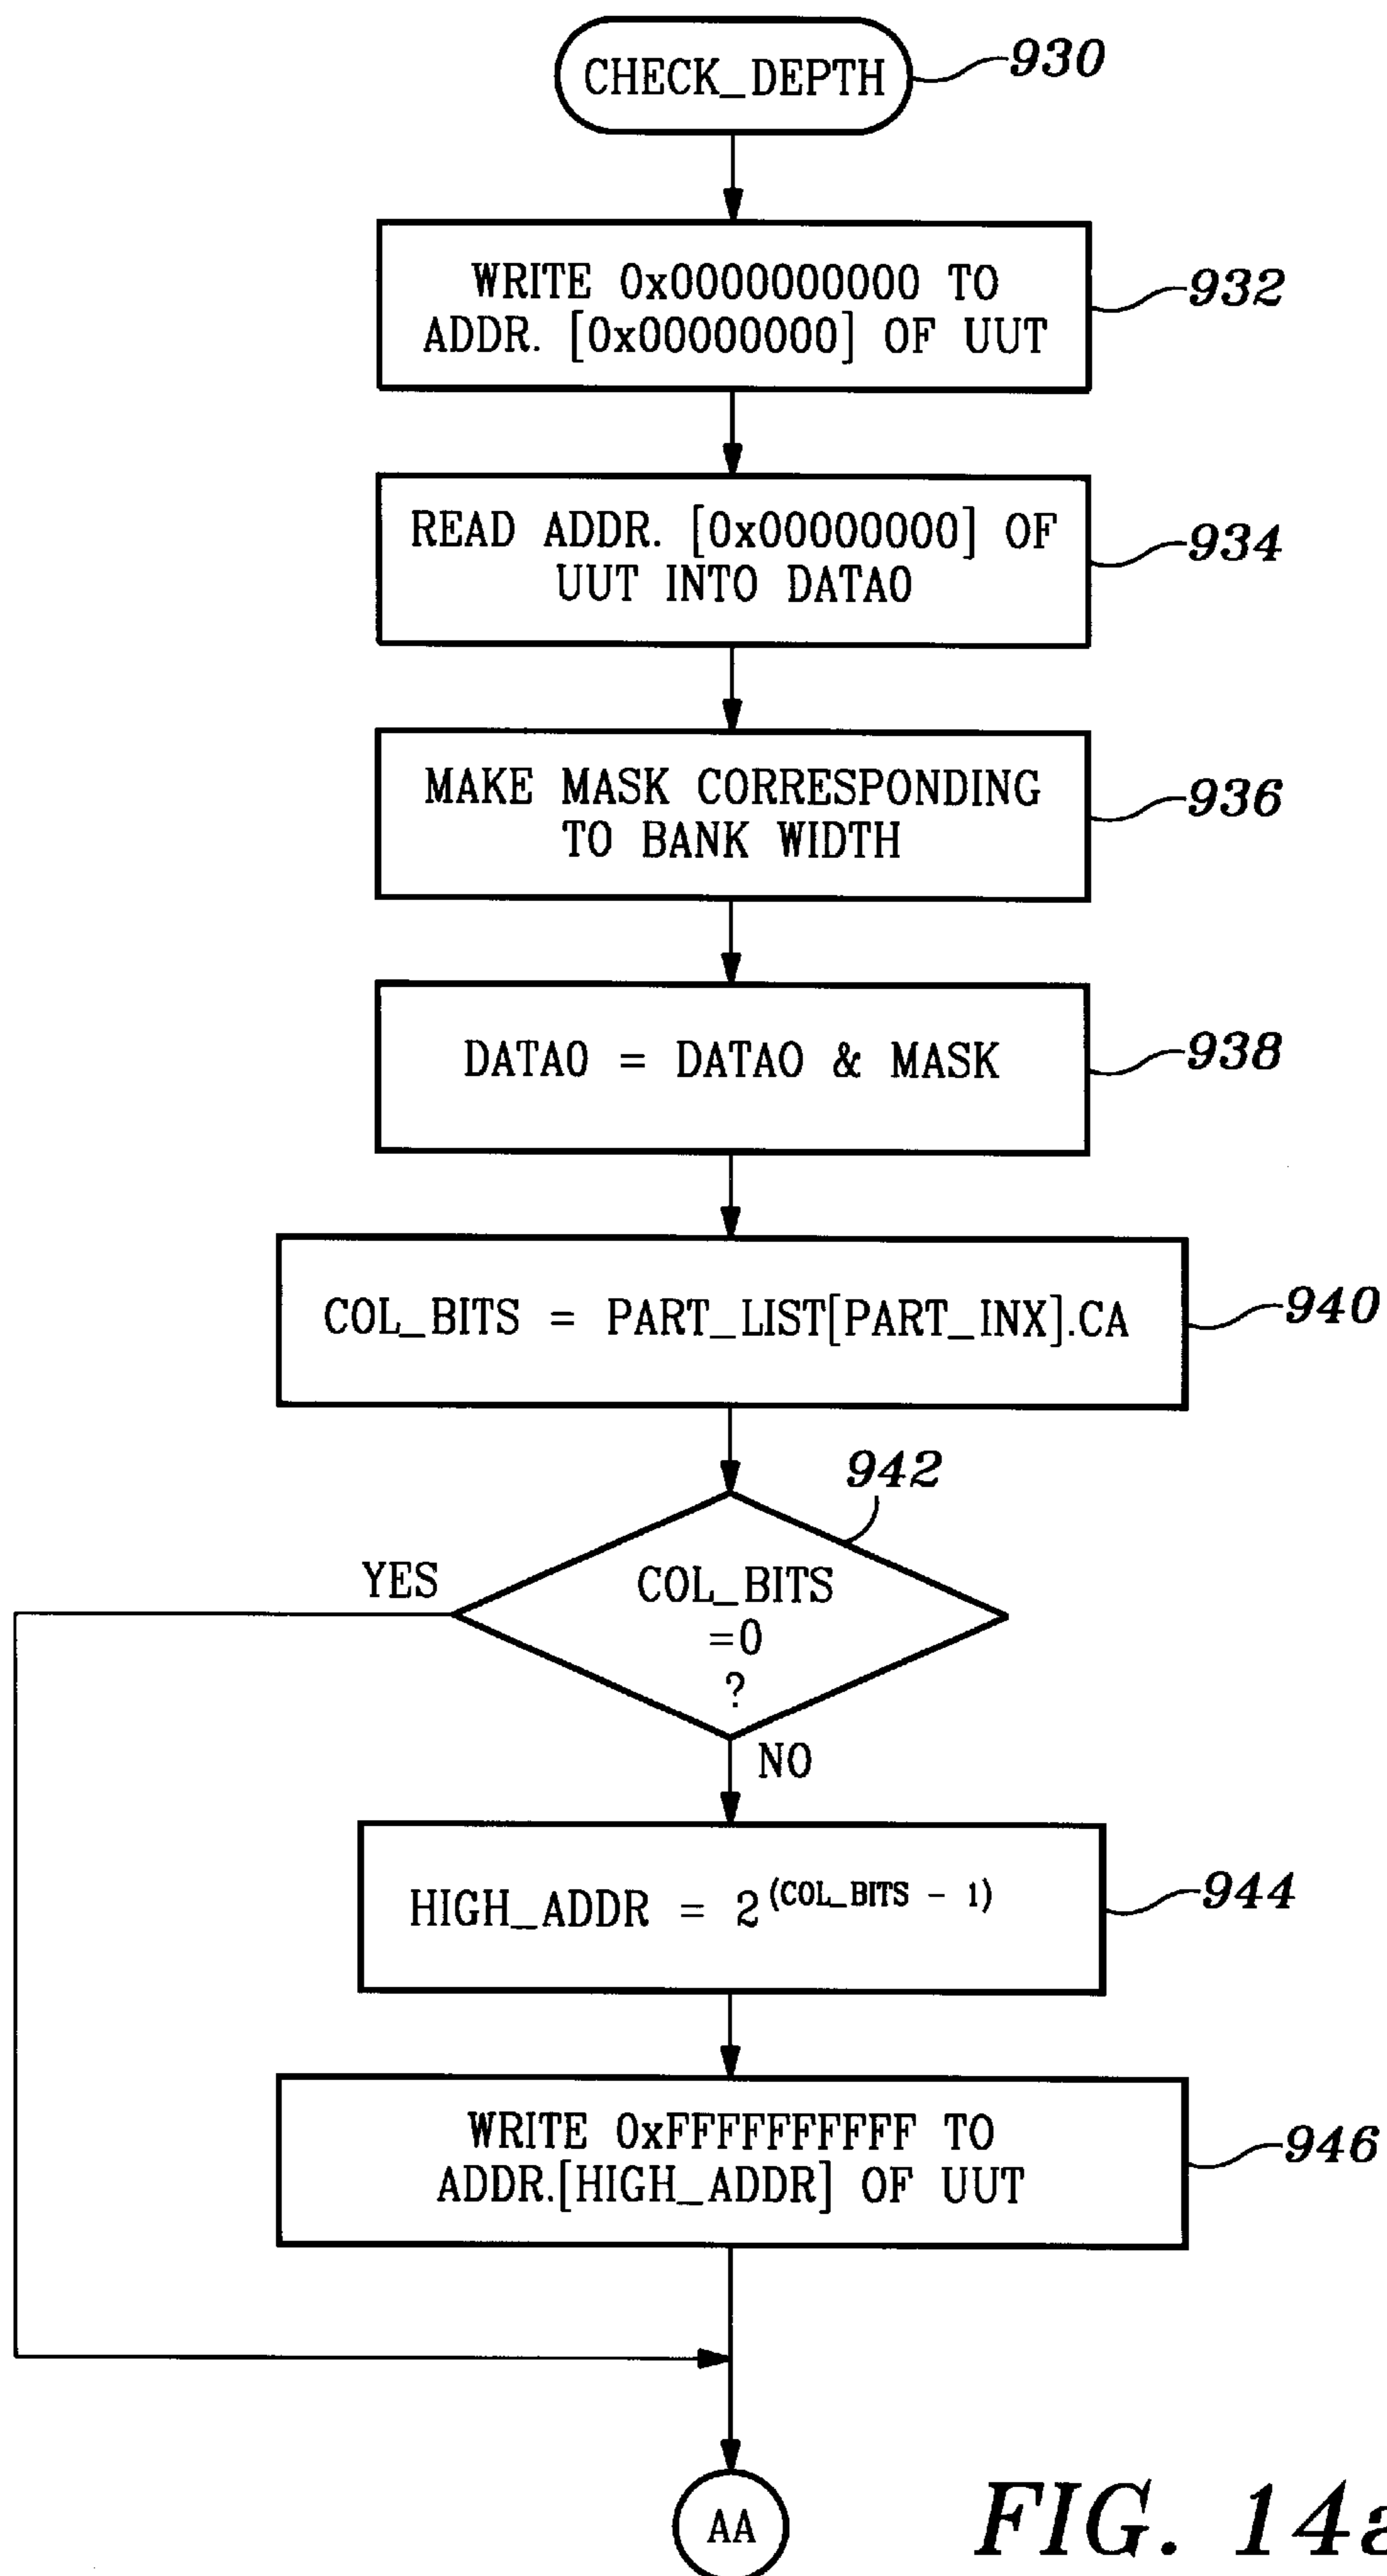 CHECK_DEPTH
930
WRITE 0x0000000000 TO
ADDR. [0x00000000] OF UUT
932
READ ADDR. [0x00000000] OF
UUT INTO DATA0
934
MAKE MASK CORRESPONDING
TO BANK WIDTH
936
DATA0 = DATA0 & MASK
938
COL_BITS = PART_LIST[PART_INX].CA
940
942
YES
COL_BITS
=0
?
NO
HIGH_ADDR = 2^(COL_BITS - 1)
944
WRITE 0xFFFFFFFFFF TO
ADDR.[HIGH_ADDR] OF UUT
946
AA
FIG. 14a